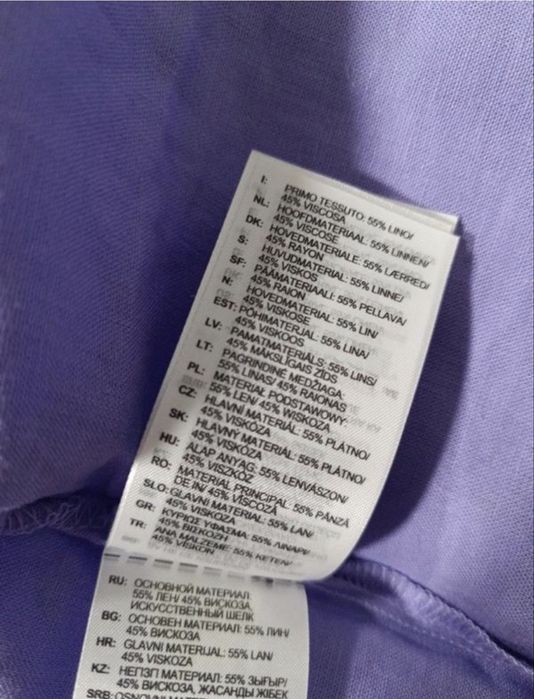 I: PRIMO TESSUTO: 55% LINO/
45% VISCOSA
NL: HOOFDMATERIAAL: 55% LINNEN/
45% VISCOSE
DK: HOVEDMATERIALE: 55% LÆRRED/
45% RAYON
S: HUVUDMATERIAL: 55% LINNE/
45% VISKOS
SF: PÄÄMATERIAALI: 55% PELLAVA/
45% RAION
N: HOVEDMATERIAL: 55% LIN/
45% VISKOSE
EST: PÕHIMATERJAL: 55% LINA/
45% VISKOOS
LV: PAMATMATERIĀLS: 55% LINS/
45% MAKSLĪGAIS ZĪDS
LT: PAGRINDINĖ MEDŽIAGA:
55% LINAS/ 45% RAIONAS
PL: MATERIAŁ PODSTAWOWY:
55% LEN/ 45% WISKOZA
CZ: HLAVNÍ MATERIÁL: 55% PLÁTNO/
45% VISKÓZA
SK: HLAVNÝ MATERIÁL: 55% PLÁTNO/
45% VISKÓZA
HU: ALAP ANYAG: 55% LENVÁSZON/
45% VISZKÓZ
RO: MATERIAL PRINCIPAL: 55% PÂNZĂ
DE IN/ 45% VISCOZĂ
SLO: GLAVNI MATERIAL: 55% LAN/
45% VISKOZA
GR: ΚΥΡΙΩΣ ΥΦΑΣΜΑ: 55% ΛΙΝΑΡΙ/
45% ΒΙΣΚΟΖΗ
TR: ANA MALZEME: 55% KETEN/
45% VISKON
RU: ОСНОВНОЙ МАТЕРИАЛ:
55% ЛЕН/ 45% ВИСКОЗА,
ИСКУССТВЕННЫЙ ШЕЛК
BG: ОСНОВЕН МАТЕРИАЛ: 55% ЛИН/
45% ВИСКОЗА
HR: GLAVNI MATERIJAL: 55% LAN/
45% VISKOZA
KZ: НЕГІЗГІ МАТЕРИАЛ: 55% ЗЫҒЫР/
45% ВИСКОЗА, ЖАСАНДЫ ЖІБЕК
SRB: OSNOVNI